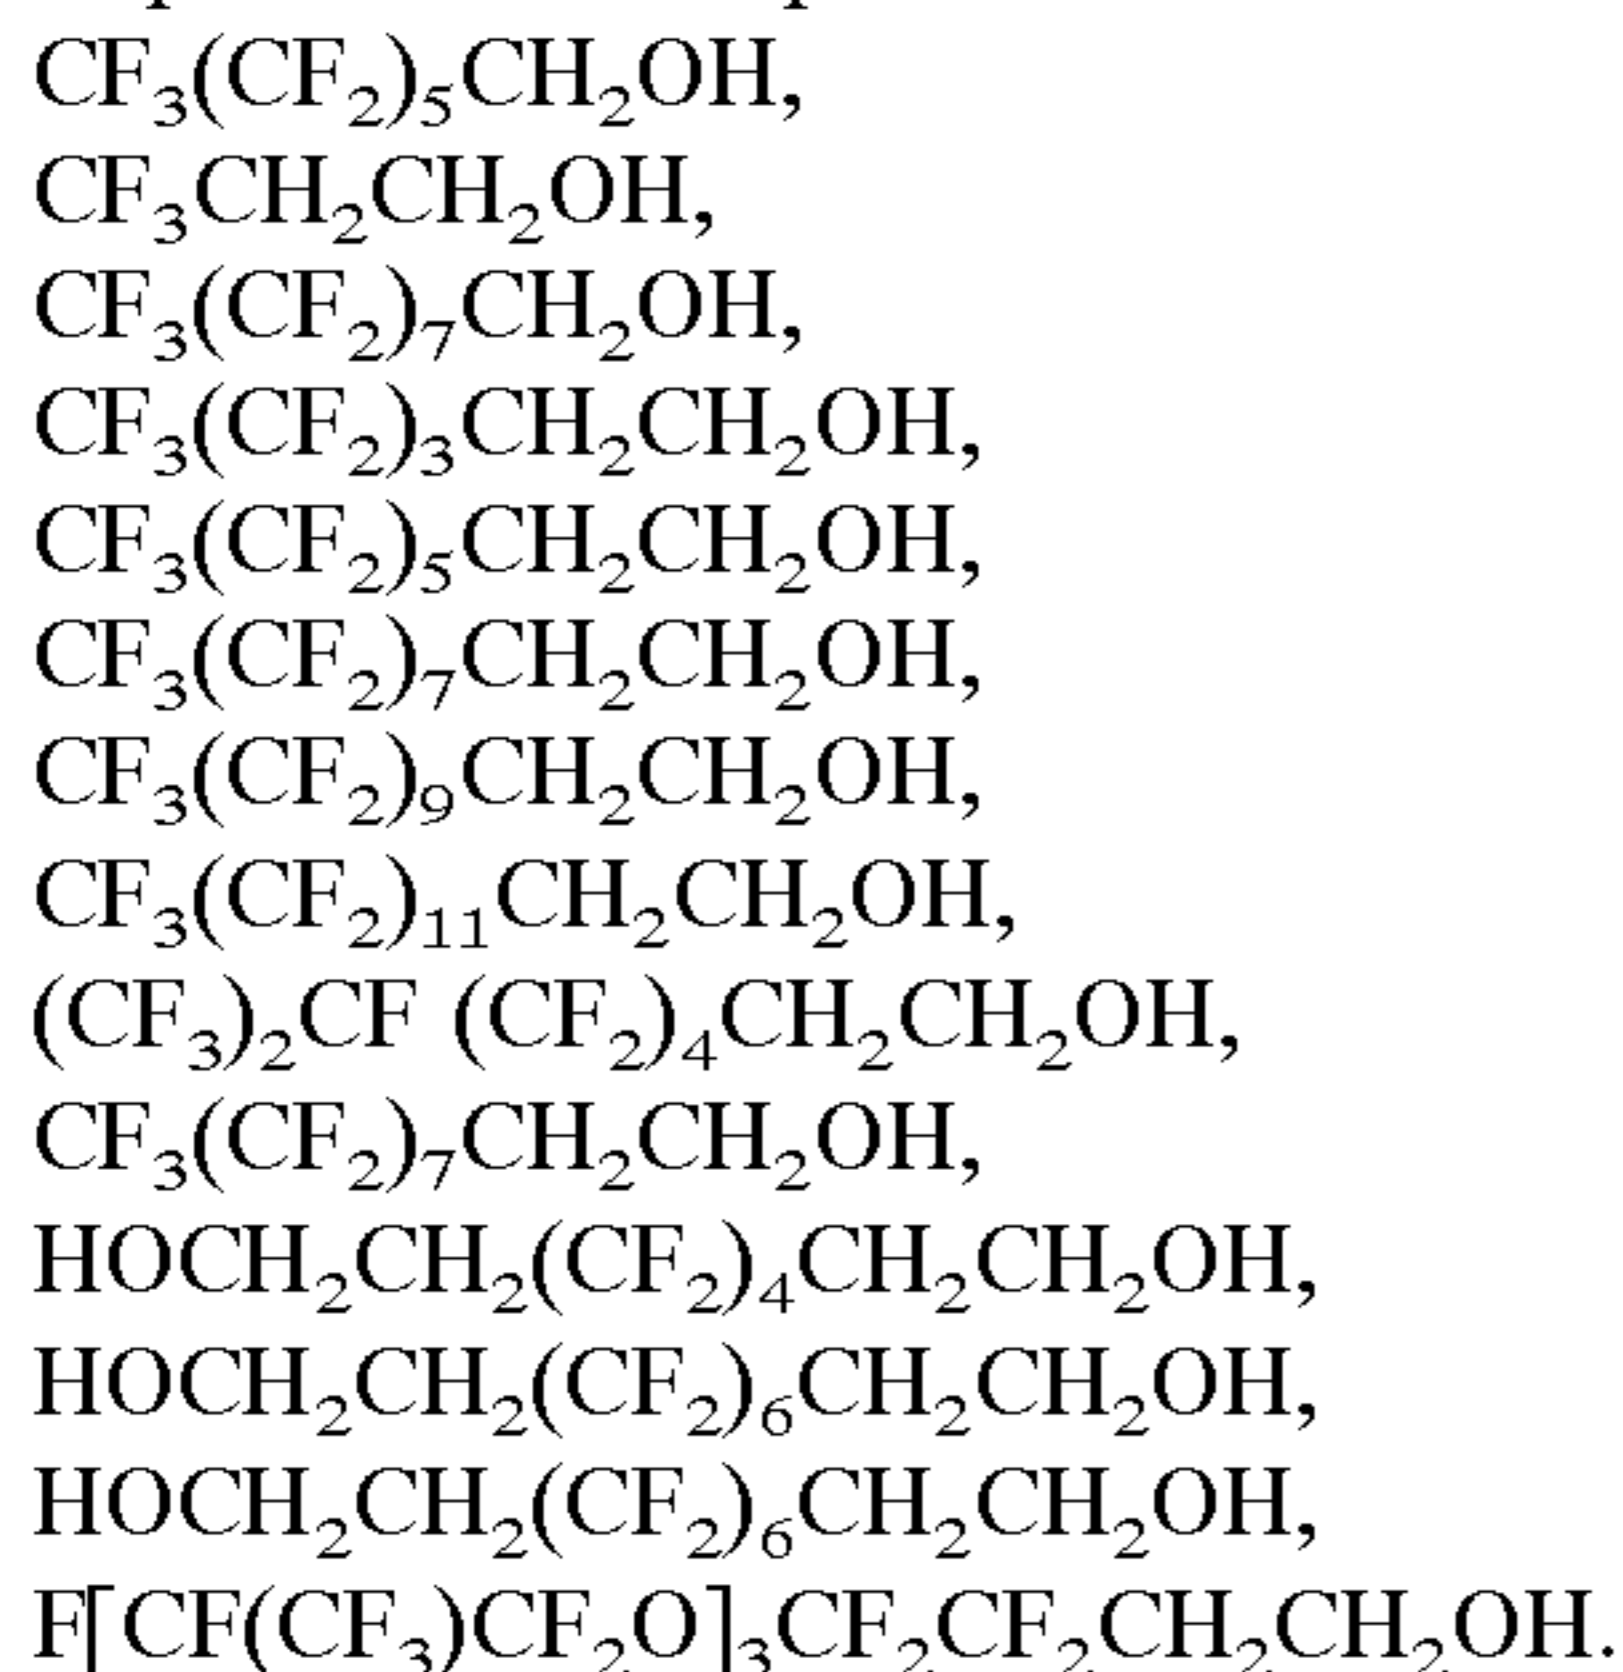 CF₃(CF₂)₅CH₂OH,
CF₃CH₂CH₂OH,
CF₃(CF₂)₇CH₂OH,
CF₃(CF₂)₃CH₂CH₂OH,
CF₃(CF₂)₅CH₂CH₂OH,
CF₃(CF₂)₇CH₂CH₂OH,
CF₃(CF₂)₉CH₂CH₂OH,
CF₃(CF₂)₁₁CH₂CH₂OH,
(CF₃)₂CF (CF₂)₄CH₂CH₂OH,
CF₃(CF₂)₇CH₂CH₂OH,
HOCH₂CH₂(CF₂)₄CH₂CH₂OH,
HOCH₂CH₂(CF₂)₆CH₂CH₂OH,
HOCH₂CH₂(CF₂)₆CH₂CH₂OH,
F[CF(CF₃)CF₂O]₃CF₂CF₂CH₂CH₂OH.